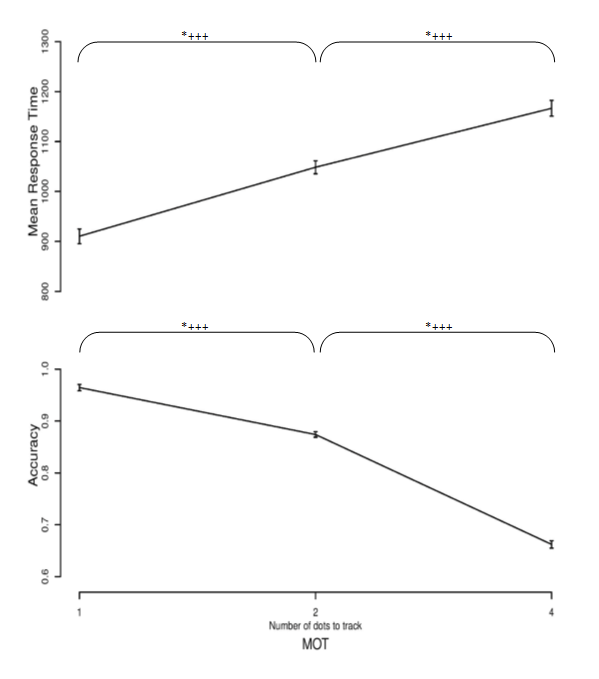 *+++ *+++
1300
1200
1100
1000
900
800
Mean Response Time
*+++ *+++
1.0
0.9
0.8
0.7
0.6
Accuracy
1 2 4
Number of dots to track
MOT